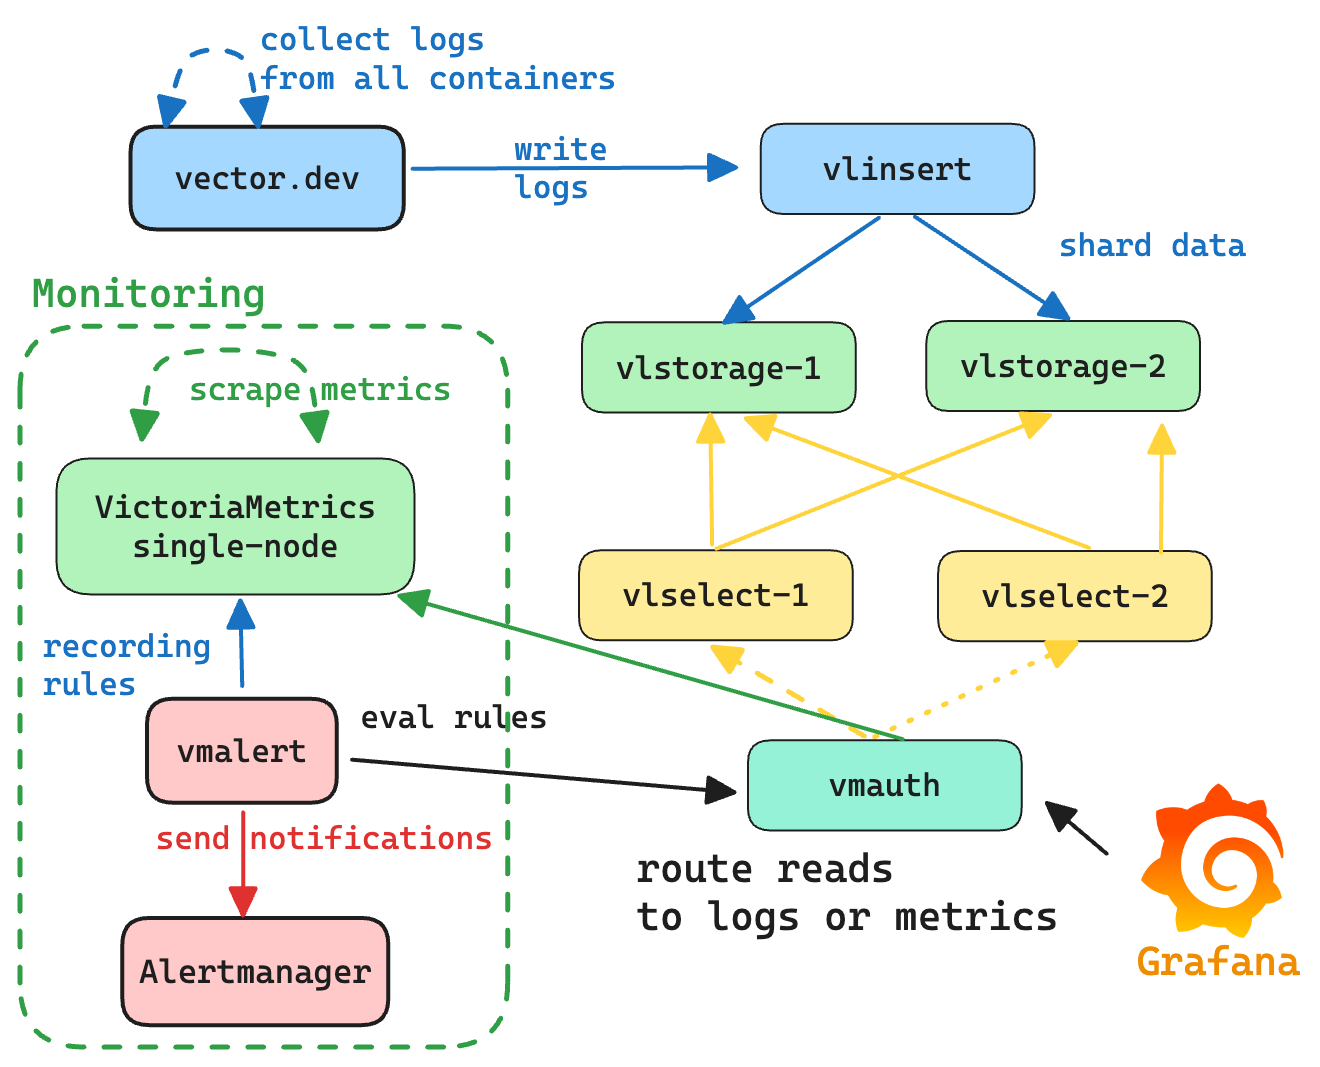 collect logs
from all containers
vector.dev
write
logs
vlinsert
shard data
Monitoring
scrape metrics
vlstorage-1
vlstorage-2
VictoriaMetrics
single-node
vlselect-1
vlselect-2
recording
rules
eval rules
vmalert
vmauth
send notifications
route reads
to logs or metrics
Alertmanager
Grafana